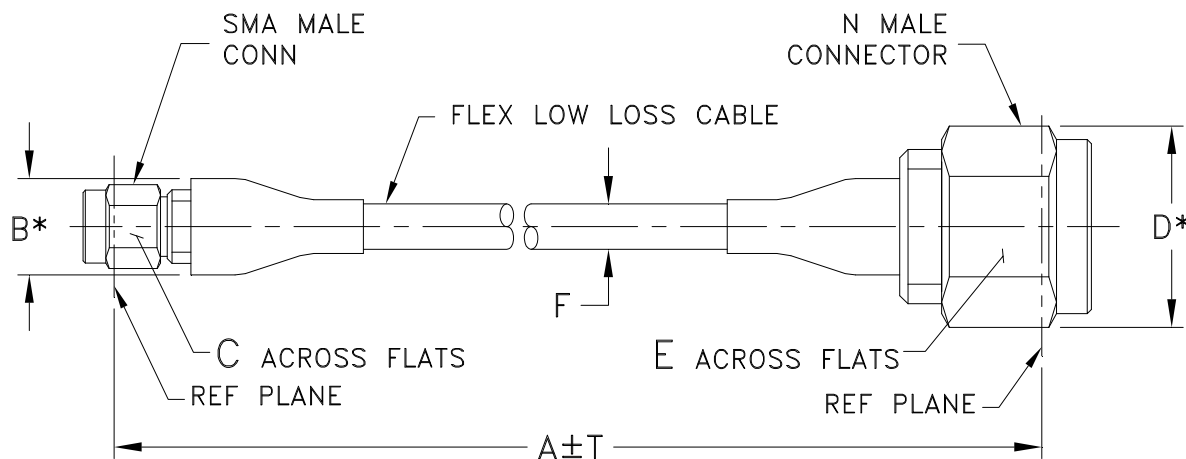 SMA MALE
CONN
N MALE
CONNECTOR
FLEX LOW LOSS CABLE
B*
D*
F
C ACROSS FLATS
E ACROSS FLATS
REF PLANE
REF PLANE
A±T